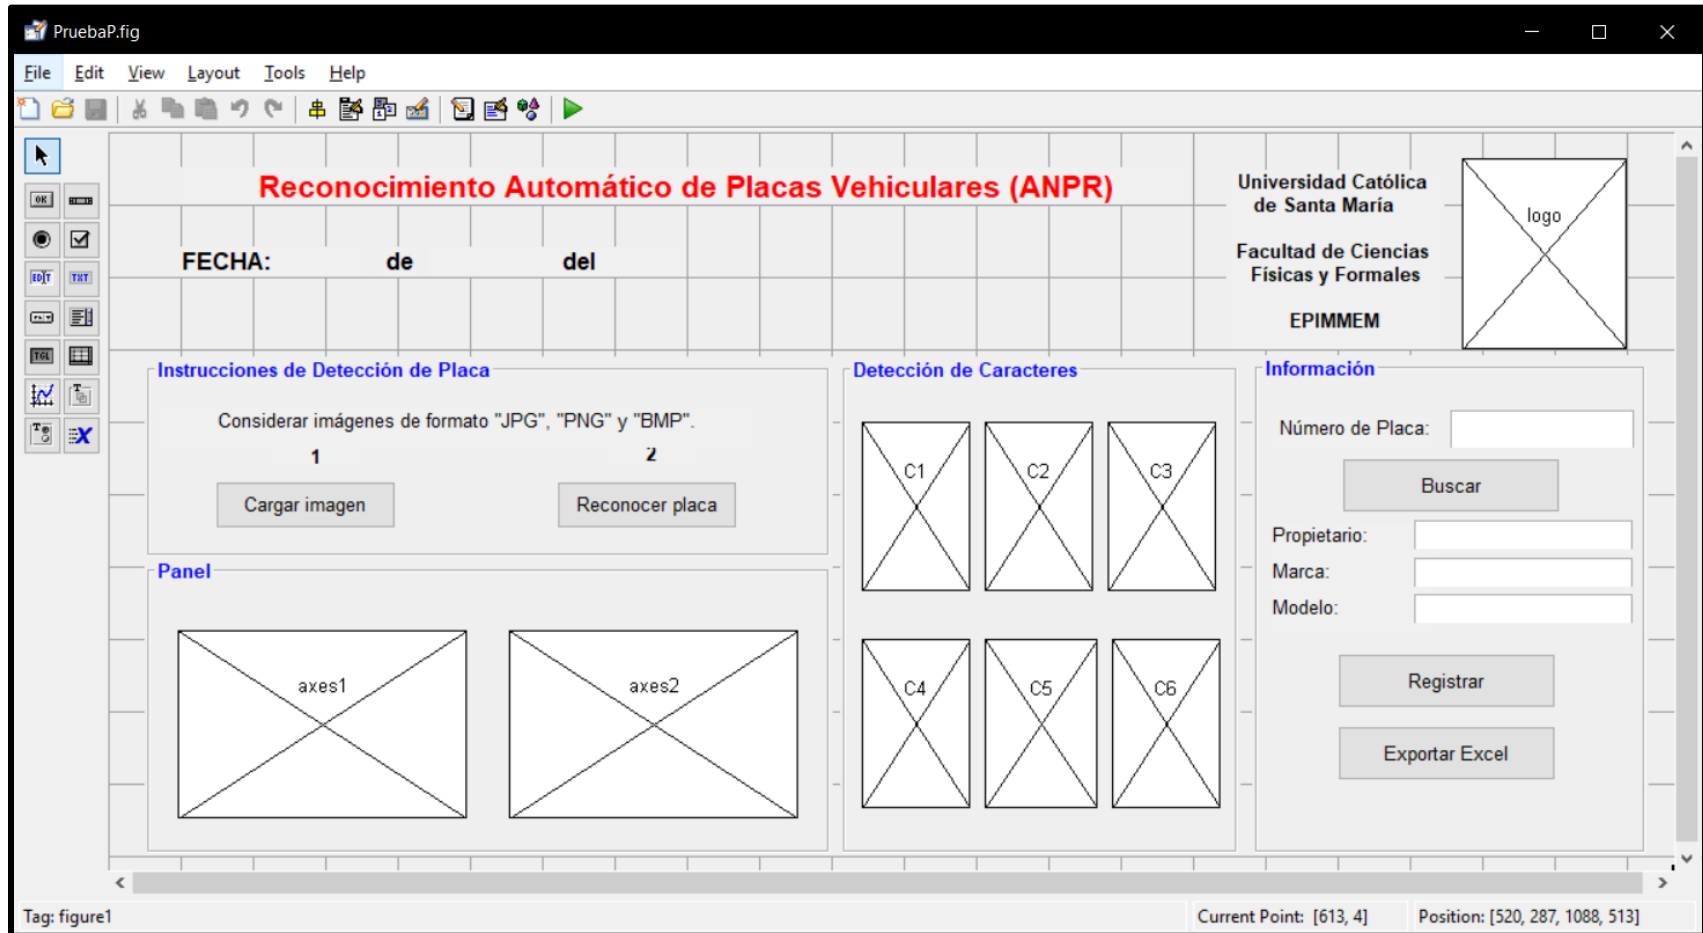 PruebaP.fig
File Edit View Layout Tools Help
OK
EDIT TXT
TGL
Reconocimiento Automático de Placas Vehiculares (ANPR)
Universidad Católica
de Santa María
Facultad de Ciencias
Físicas y Formales
EPIMMEM
logo
FECHA: de del
Instrucciones de Detección de Placa
Considerar imágenes de formato "JPG", "PNG" y "BMP".
1 2
Cargar imagen Reconocer placa
Panel
axes1 axes2
Detección de Caracteres
C1 C2 C3
C4 C5 C6
Información
Número de Placa:
Buscar
Propietario:
Marca:
Modelo:
Registrar
Exportar Excel
Tag: figure1
Current Point: [613, 4] Position: [520, 287, 1088, 513]